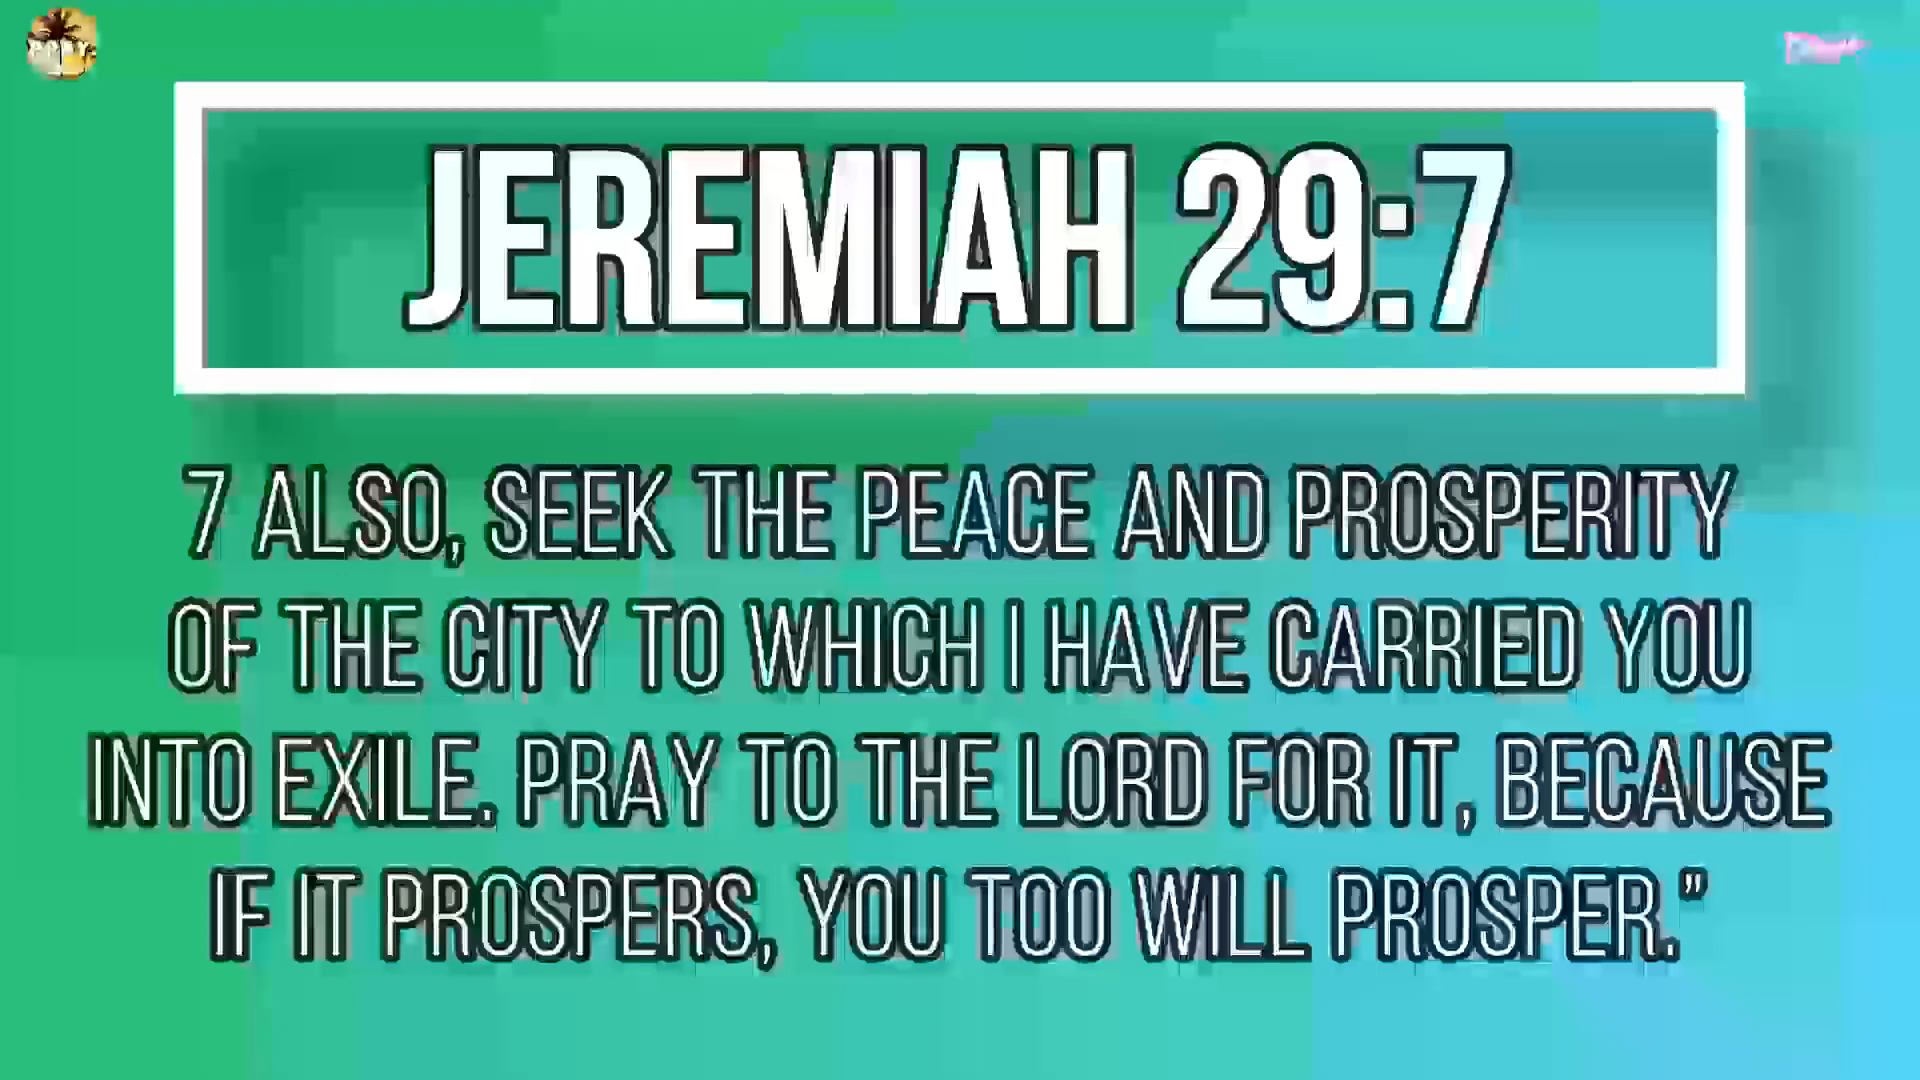 JEREMIAH 29:7
7 ALSO, SEEK THE PEACE AND PROSPERITY
OF THE CITY TO WHICH I HAVE CARRIED YOU
INTO EXILE. PRAY TO THE LORD FOR IT, BECAUSE
IF IT PROSPERS, YOU TOO WILL PROSPER.”